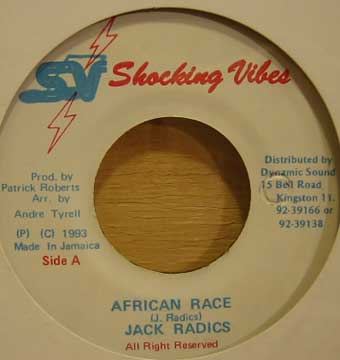 SV Shocking Vibes
Prod. by
Patrick Roberts
Arr. by
Andre Tyrell
(P) (C) 1993
Made In Jamaica
Side A
Distributed by
Dynamic Sound
15 Bell Road
Kingston 11.
92-39166 or
92-39138
AFRICAN RACE
(J. Radics)
JACK RADICS
All Right Reserved